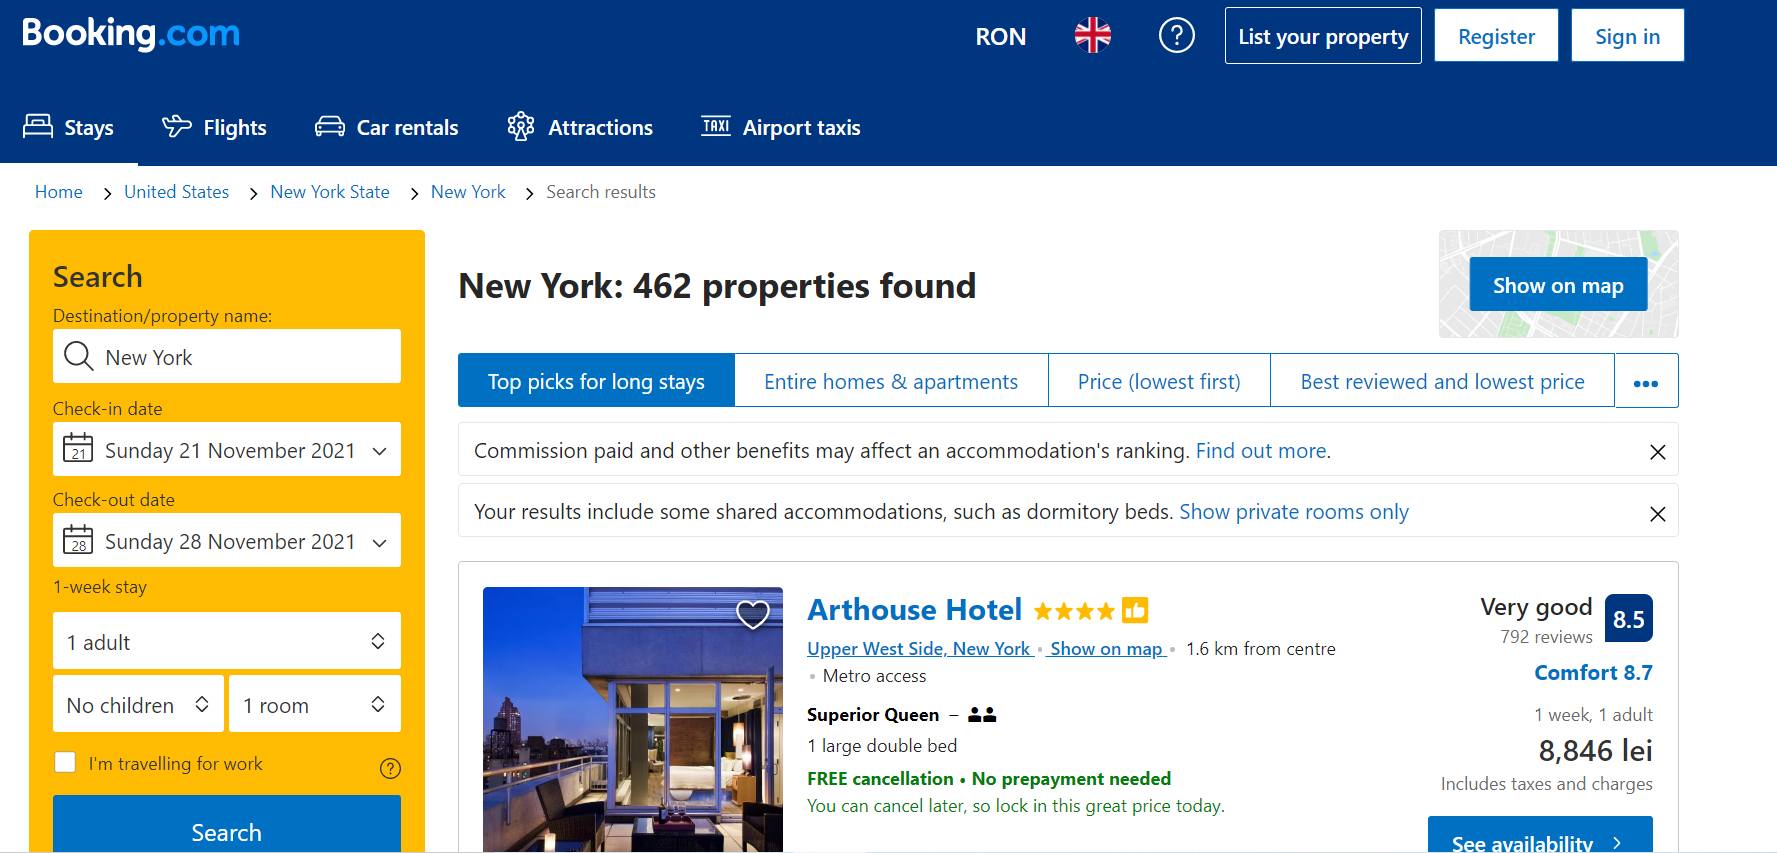 Booking.com
RON
List your property
Register
Sign in
Stays
Flights
Car rentals
TAXI
Airport taxis
Attractions
Home
United States
New York State
New York
Search results
Search
Destination/property name:
New York
Check-in date
21
Sunday 21 November 2021
Check-out date
28
Sunday 28 November 2021
1-week stay
1 adult
No children
1 room
I'm travelling for work
?
Search
New York: 462 properties found
Show on map
Top picks for long stays
Entire homes & apartments
Price (lowest first)
Best reviewed and lowest price
•••
Commission paid and other benefits may affect an accommodation's ranking. Find out more.
Your results include some shared accommodations, such as dormitory beds. Show private rooms only
Arthouse Hotel
Upper West Side, New York • Show on map • 1.6 km from centre
• Metro access
Superior Queen –
1 large double bed
FREE cancellation • No prepayment needed
You can cancel later, so lock in this great price today.
Very good
8.5
792 reviews
Comfort 8.7
1 week, 1 adult
8,846 lei
Includes taxes and charges
See availability